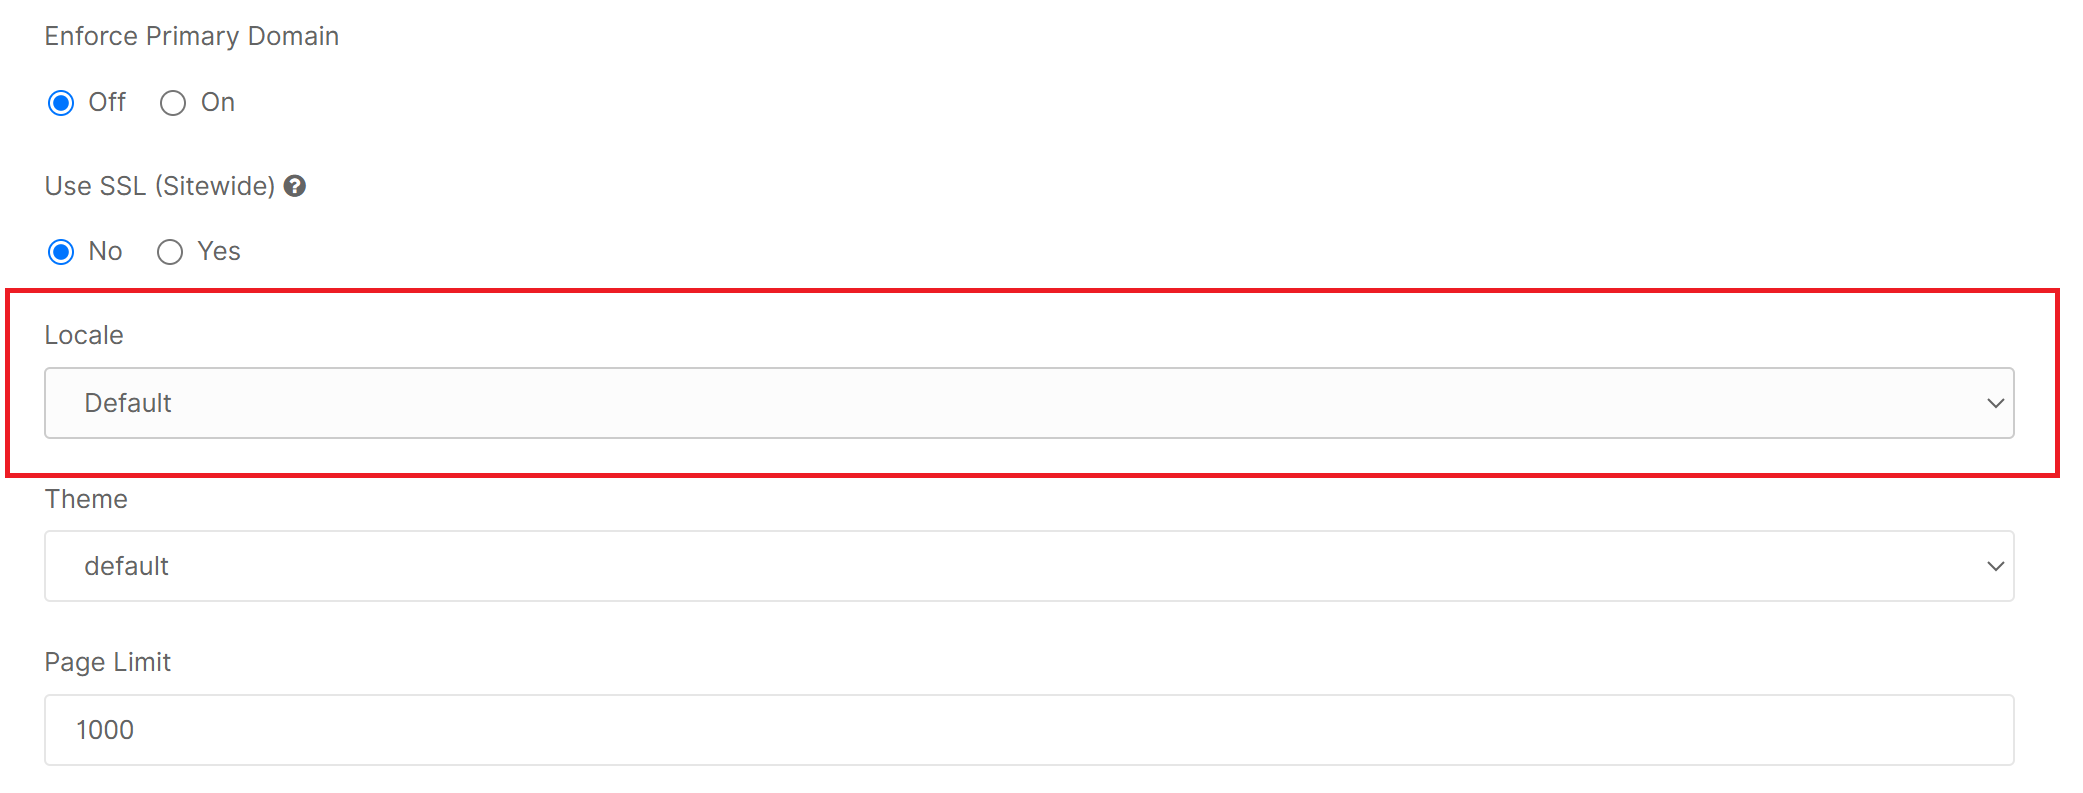 Enforce Primary Domain
Off On
Use SSL (Sitewide) ?
No Yes
Locale
Default
Theme
default
Page Limit
1000